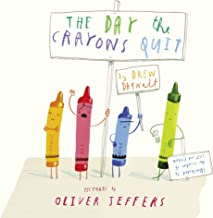 THE DAY the
CRAYONS QUIT
by DREW
DAYWALT
PICTURES by
OLIVER JEFFERS